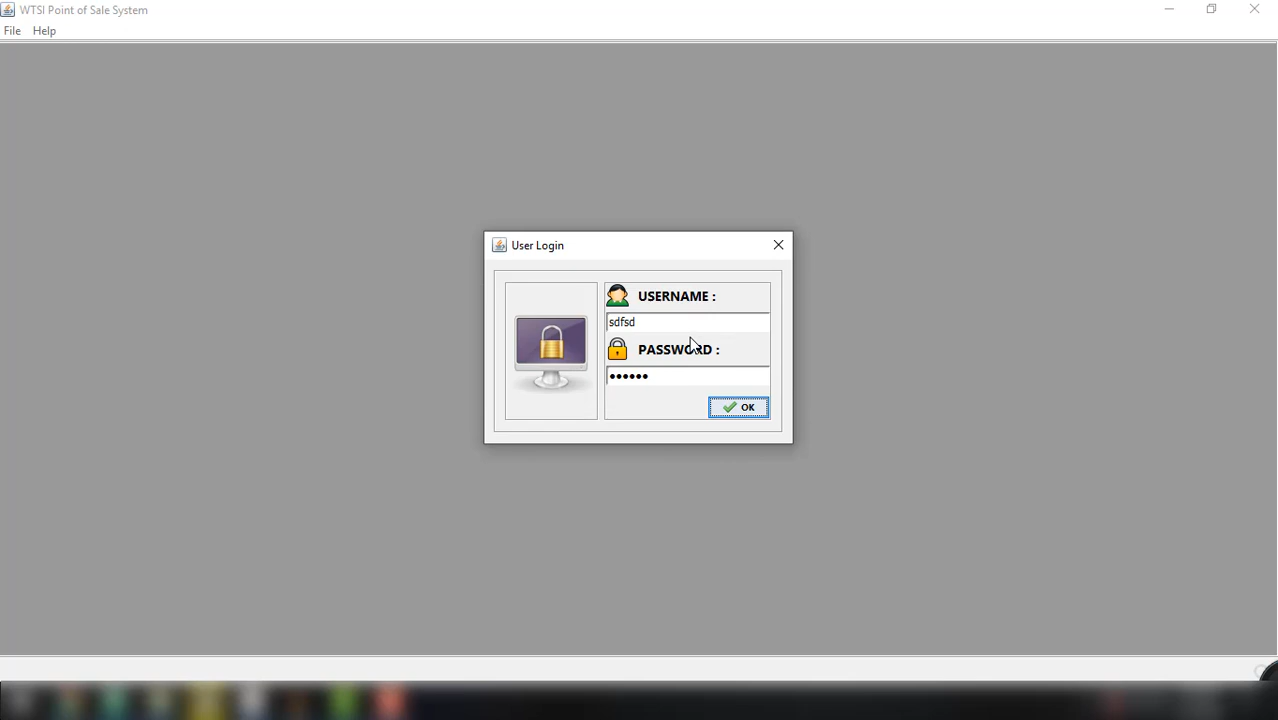 WTSI Point of Sale System
File Help
User Login
USERNAME :
sdfsd
PASSWORD :
••••••
OK